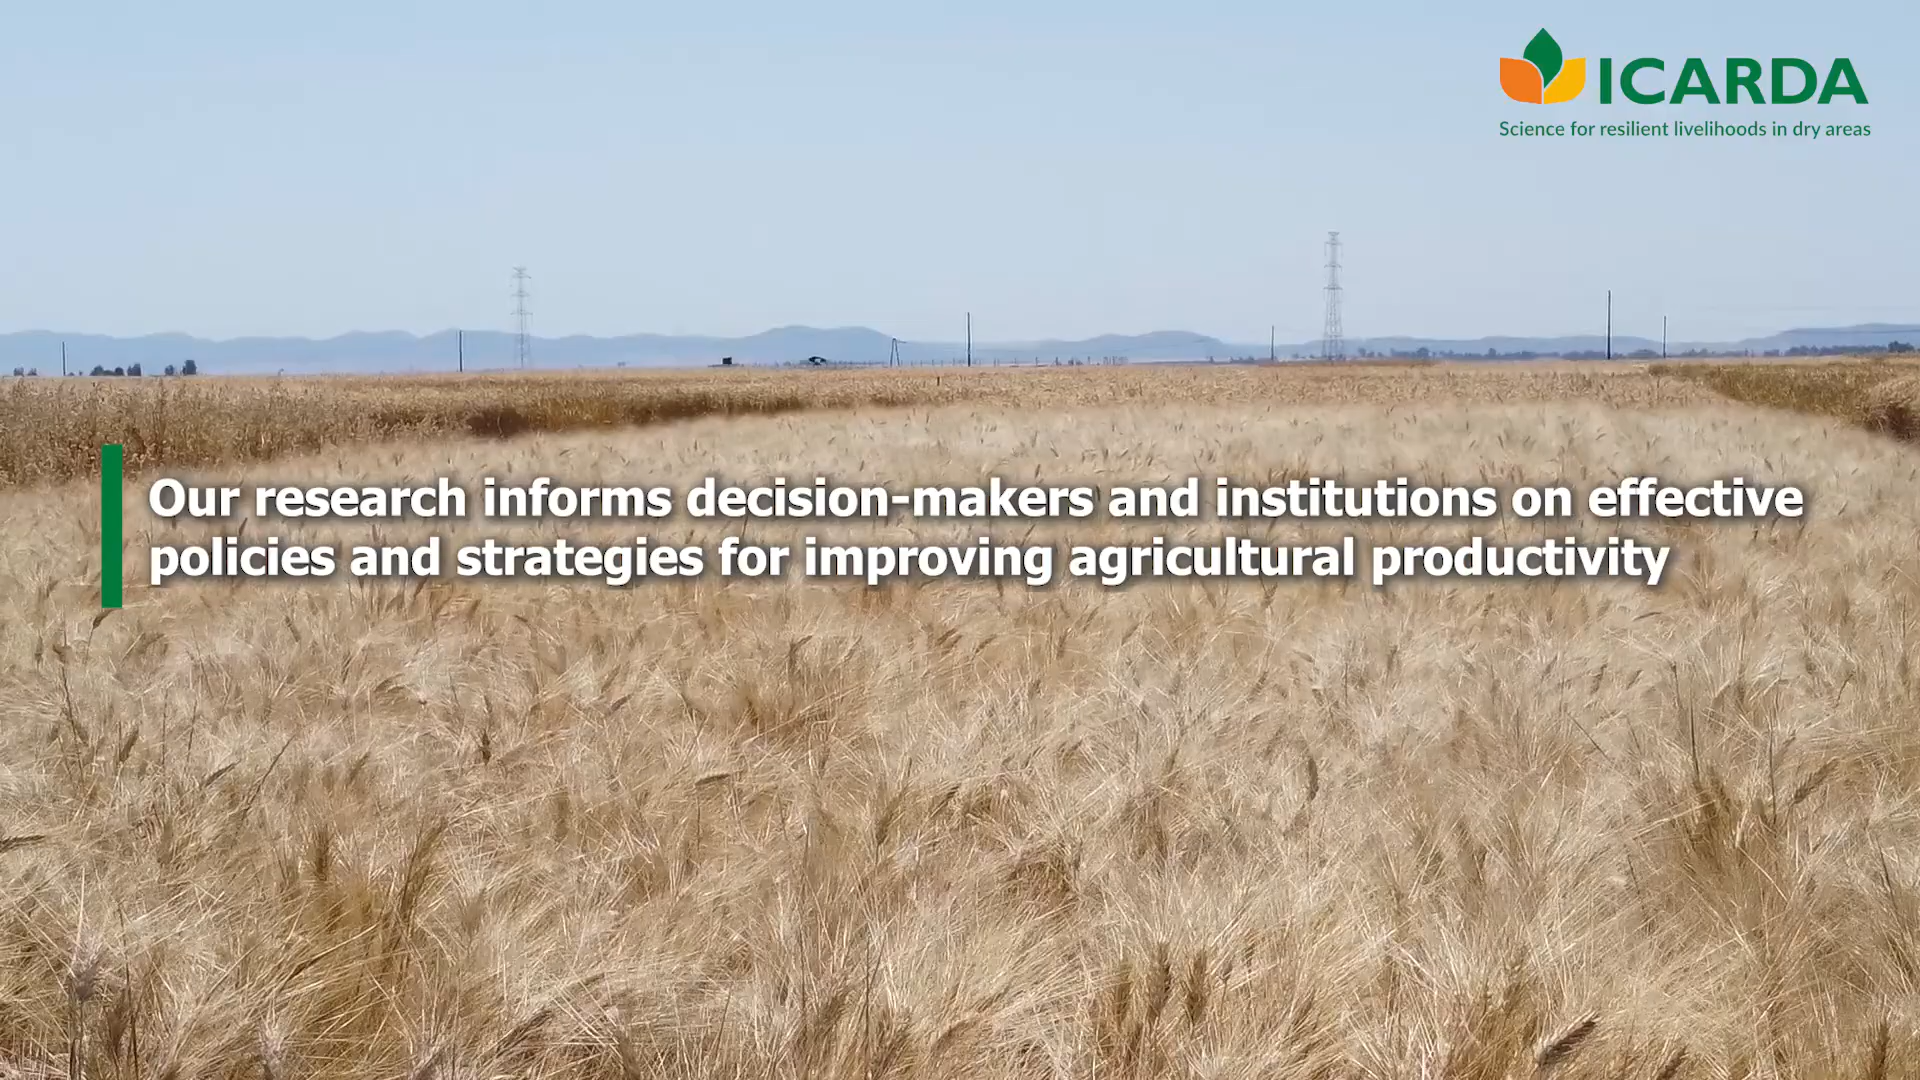 ICARDA
Science for resilient livelihoods in dry areas
Our research informs decision-makers and institutions on effective
policies and strategies for improving agricultural productivity